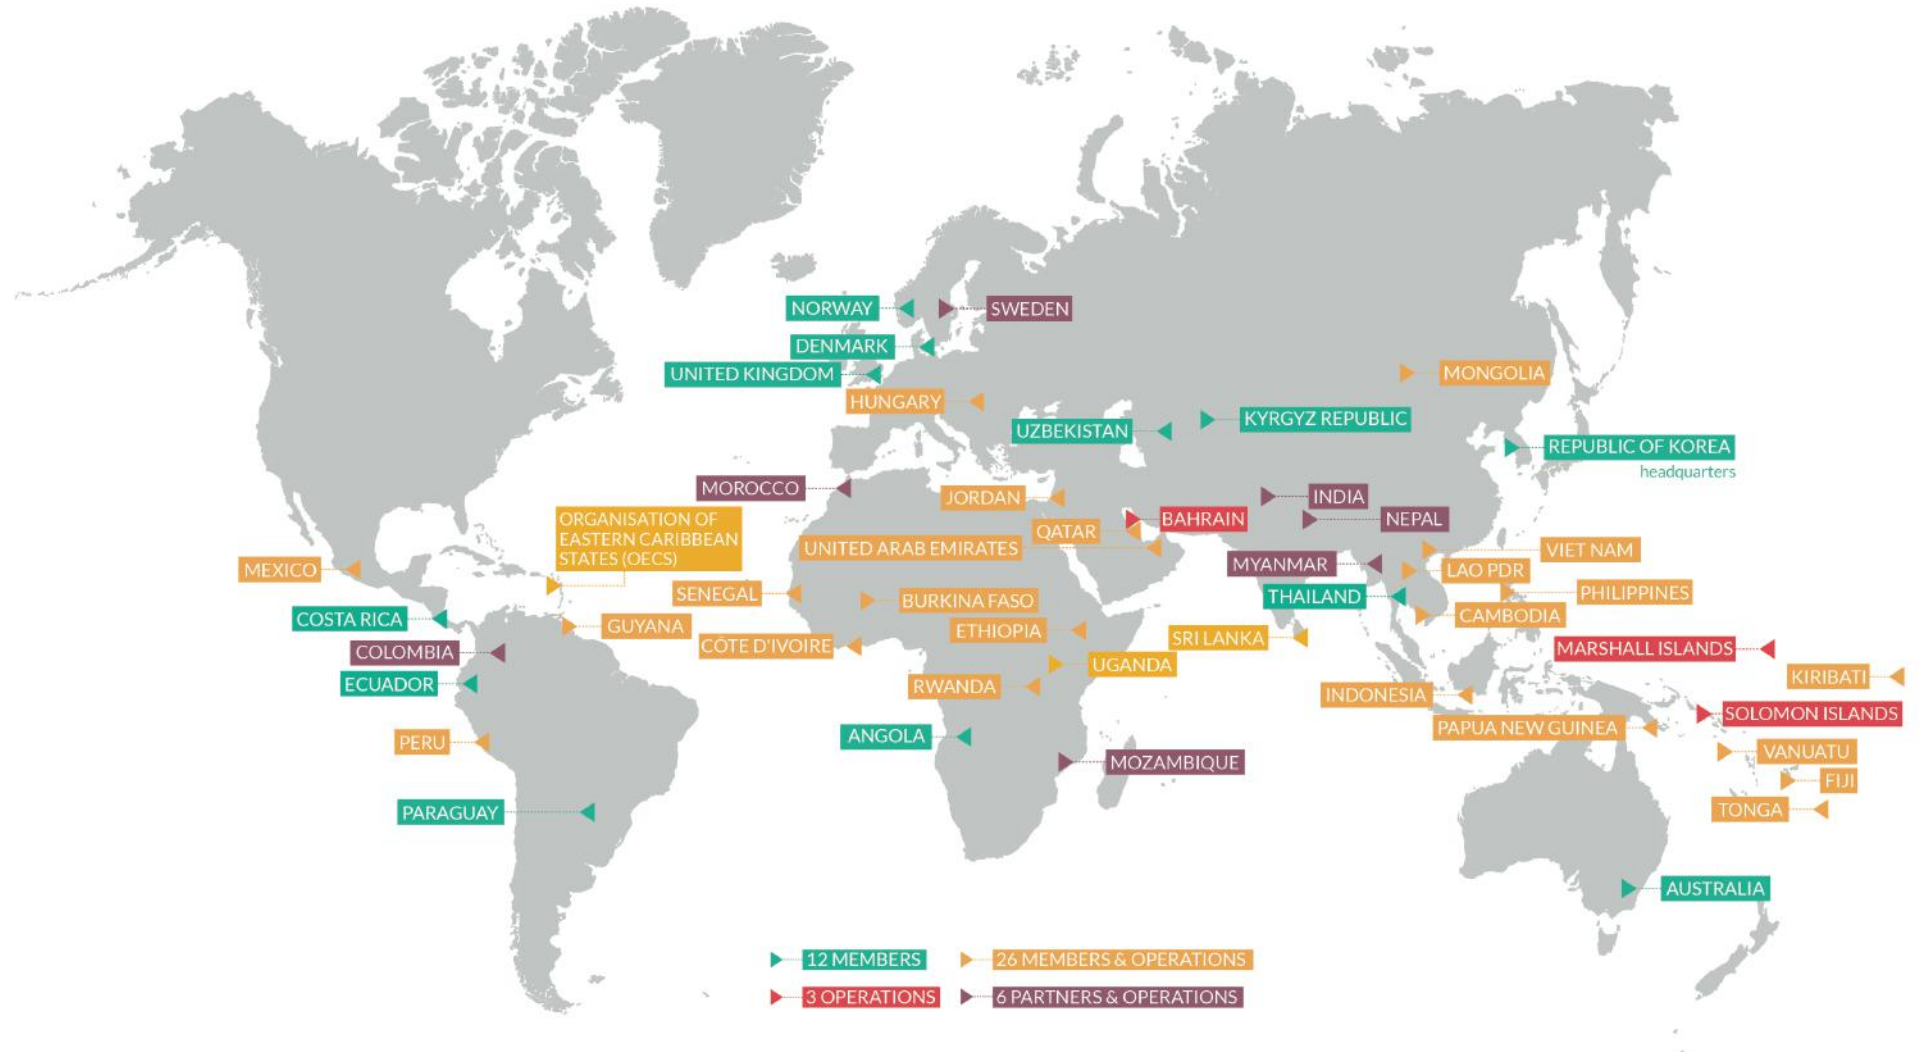 NORWAY
SWEDEN
DENMARK
UNITED KINGDOM
MONGOLIA
HUNGARY
KYRGYZ REPUBLIC
UZBEKISTAN
REPUBLIC OF KOREA
headquarters
MOROCCO
JORDAN
INDIA
ORGANISATION OF
EASTERN CARIBBEAN
STATES (OECS)
BAHRAIN
NEPAL
QATAR
UNITED ARAB EMIRATES
VIET NAM
MEXICO
MYANMAR
LAO PDR
SENEGAL
BURKINA FASO
THAILAND
PHILIPPINES
COSTA RICA
GUYANA
ETHIOPIA
CAMBODIA
CÔTE D'IVOIRE
SRI LANKA
COLOMBIA
MARSHALL ISLANDS
UGANDA
KIRIBATI
ECUADOR
RWANDA
INDONESIA
SOLOMON ISLANDS
PAPUA NEW GUINEA
PERU
ANGOLA
VANUATU
MOZAMBIQUE
FIJI
PARAGUAY
TONGA
AUSTRALIA
12 MEMBERS
26 MEMBERS & OPERATIONS
3 OPERATIONS
6 PARTNERS & OPERATIONS